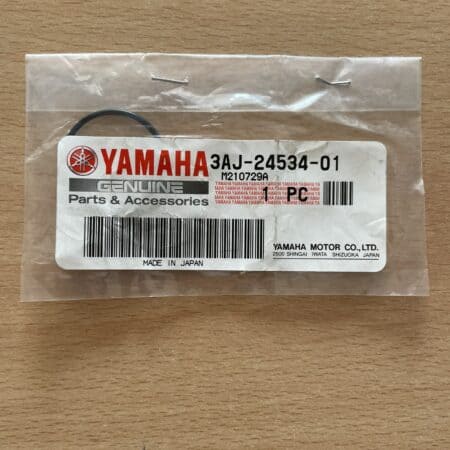 YAMAHA 3AJ-24534-01
GENUINE M210729A
Parts & Accessories 1 PC
YAMAHA MOTOR CO., LTD.
2500 SHINGAI IWATA SHIZUOKA JAPAN
MADE IN JAPAN